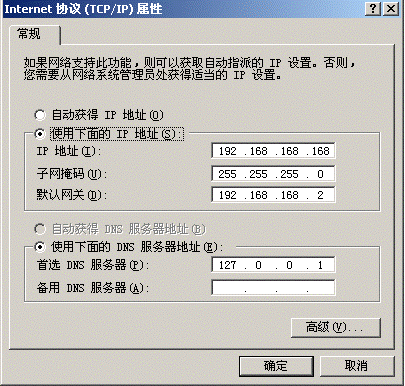 Internet 协议 (TCP/IP) 属性
常规
如果网络支持此功能，则可以获取自动指派的 IP 设置。否则，
您需要从网络系统管理员处获得适当的 IP 设置。
自动获得 IP 地址(O)
使用下面的 IP 地址(S):
IP 地址(I): 192 .168 .168 .168
子网掩码(U): 255 .255 .255 . 0
默认网关(D): 192 .168 .168 . 2
自动获得 DNS 服务器地址(B)
使用下面的 DNS 服务器地址(E):
首选 DNS 服务器(P): 127 . 0 . 0 . 1
备用 DNS 服务器(A): . . .
高级(V)...
确定 取消